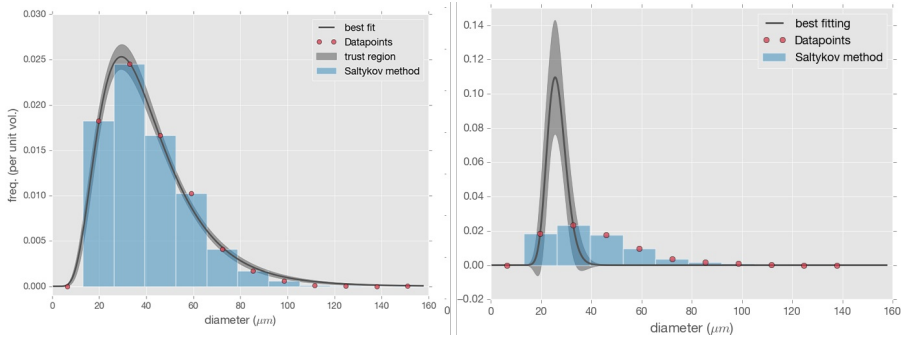 0.030
0.025
0.020
0.015
0.010
0.005
0.000
freq. (per unit vol.)
best fit
Datapoints
trust region
Saltykov method
0 20 40 60 80 100 120 140 160
diameter (μm)
0
0
0.14
0.12
0.10
0.08
0.06
0.04
0.02
0.00
−0.02
best fitting
Datapoints
Saltykov method
0 20 40 60 80 100 120 140 160
diameter (μm)